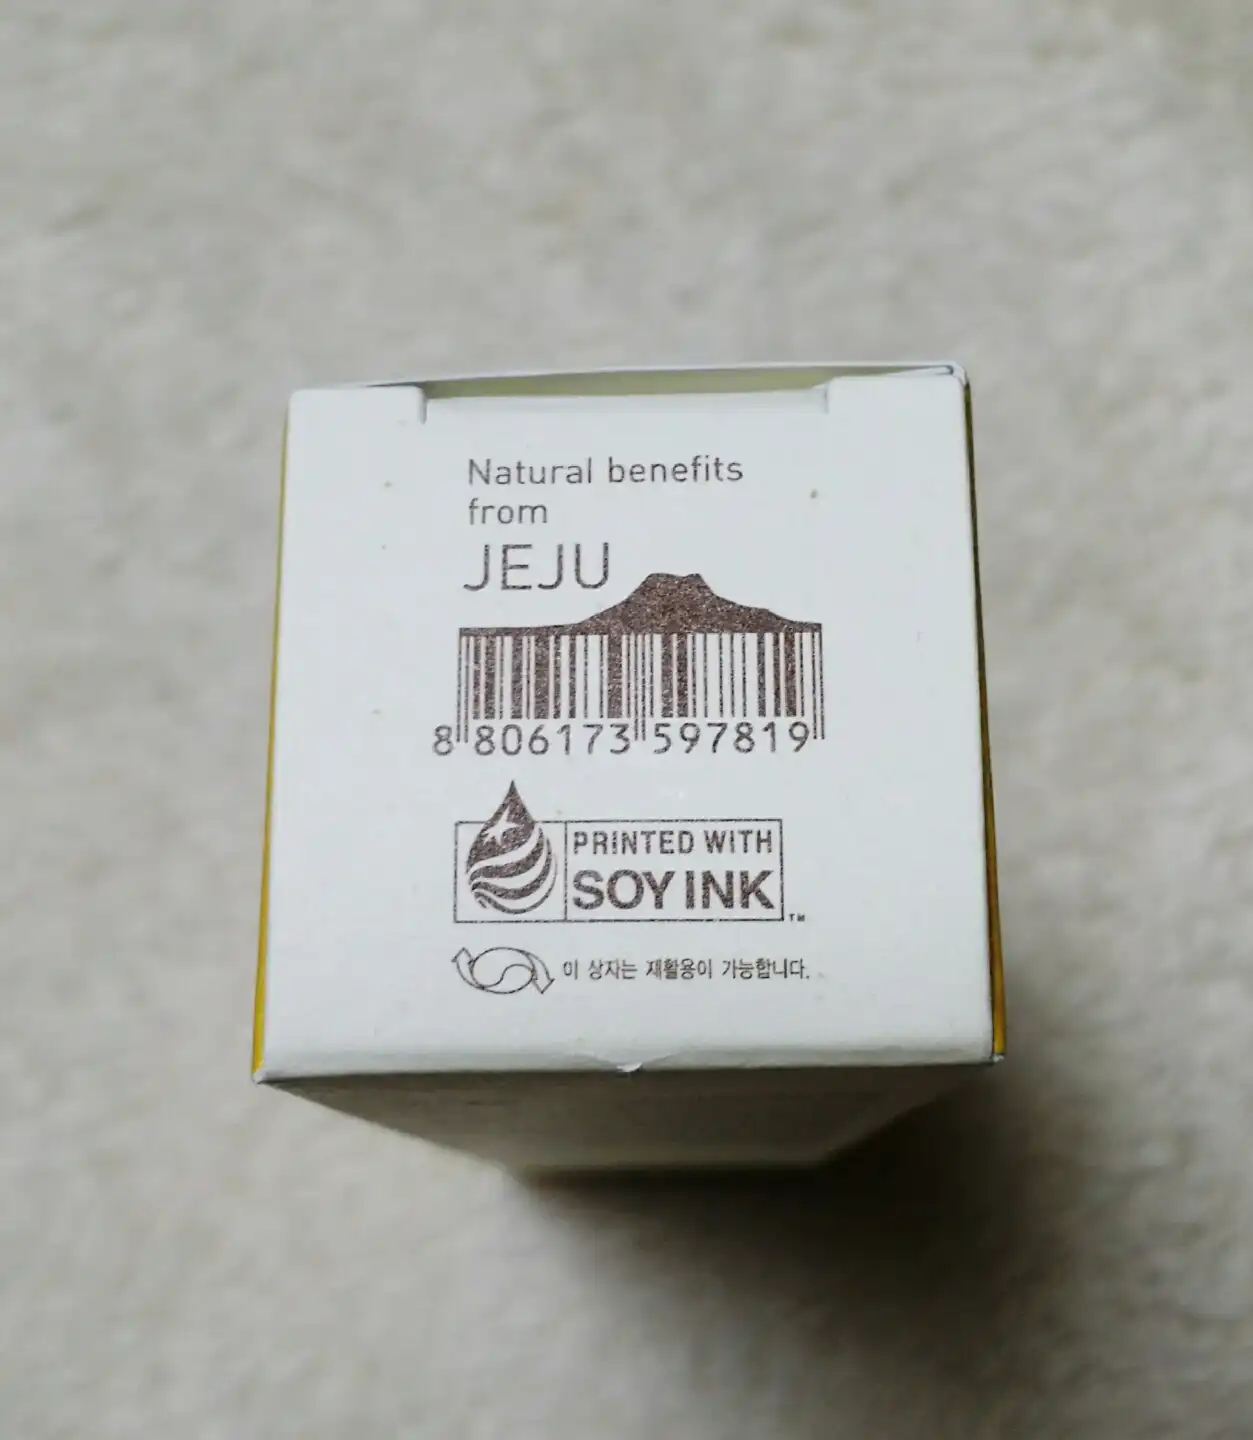 Natural benefits
from
JEJU
8 806173 597819
PRINTED WITH
SOY INK
TM
이 상자는 재활용이 가능합니다.